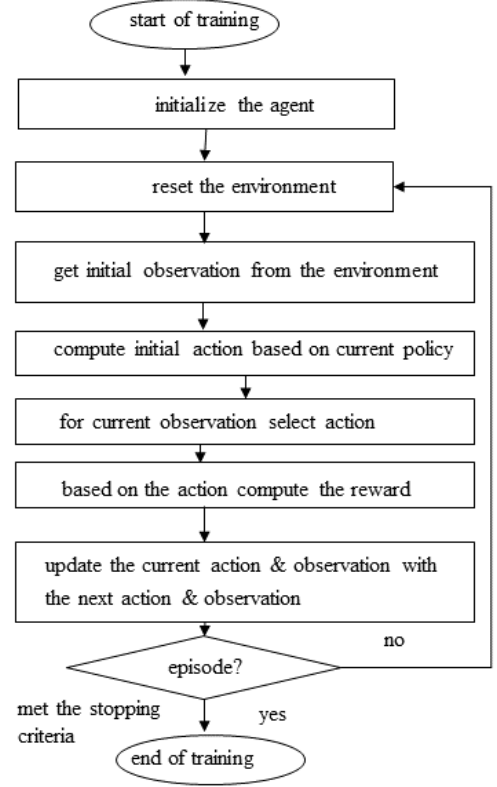 start of training
initialize the agent
reset the environment
get initial observation from the environment
compute initial action based on current policy
for current observation select action
based on the action compute the reward
update the current action & observation with
the next action & observation
no
episode?
met the stopping
criteria
yes
end of training